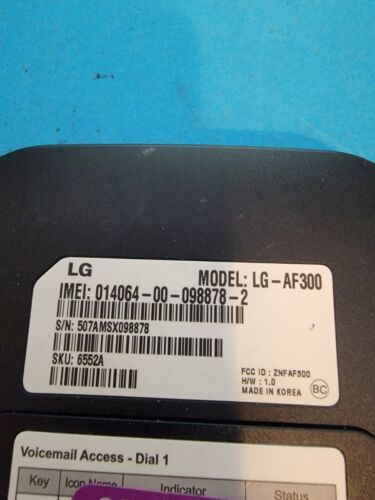 LG
MODEL: LG-AF300
IMEI: 014064-00-098878-2
S/N: 507AMSX098878
SKU: 6552A
FCC ID : ZNFAF300
H/W : 1.0
MADE IN KOREA
BC
Voicemail Access - Dial 1
Key Icon Name Indicator Status